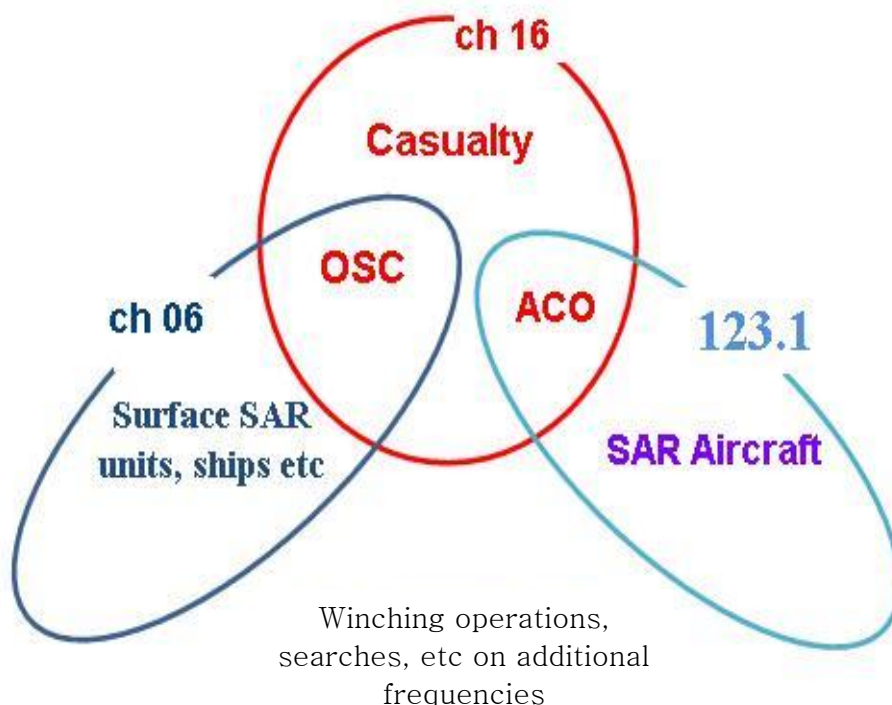 ch 16
Casualty
OSC
ACO
ch 06
123.1
Surface SAR
units, ships etc
SAR Aircraft
Winching operations,
searches, etc on additional
frequencies